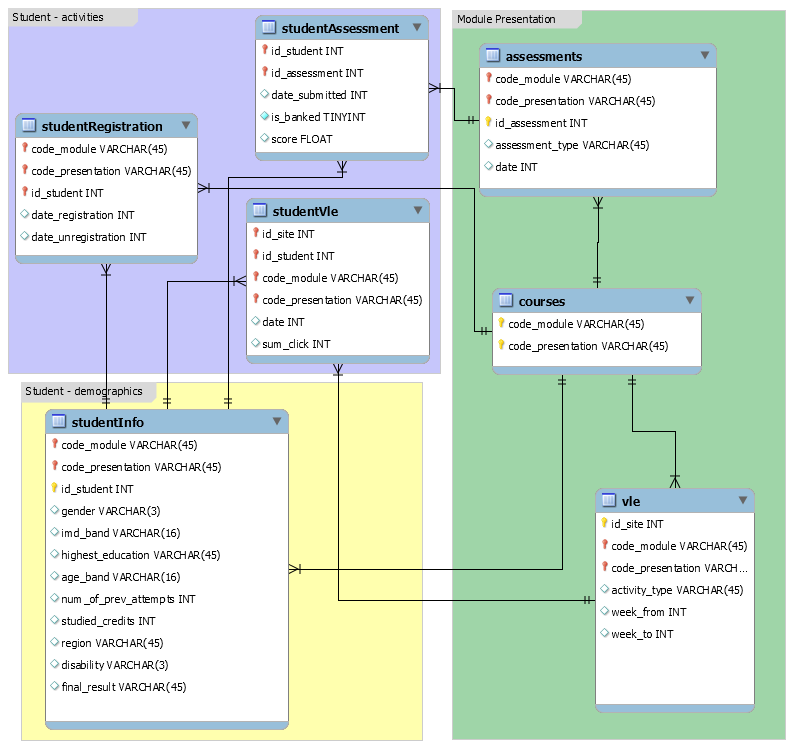 Student - activities
studentAssessment
id_student INT
id_assessment INT
date_submitted INT
is_banked TINYINT
score FLOAT
studentRegistration
code_module VARCHAR(45)
code_presentation VARCHAR(45)
id_student INT
date_registration INT
date_unregistration INT
studentVle
id_site INT
id_student INT
code_module VARCHAR(45)
code_presentation VARCHAR(45)
date INT
sum_click INT
Module Presentation
assessments
code_module VARCHAR(45)
code_presentation VARCHAR(45)
id_assessment INT
assessment_type VARCHAR(45)
date INT
courses
code_module VARCHAR(45)
code_presentation VARCHAR(45)
vle
id_site INT
code_module VARCHAR(45)
code_presentation VARCH...
activity_type VARCHAR(45)
week_from INT
week_to INT
Student - demographics
studentInfo
code_module VARCHAR(45)
code_presentation VARCHAR(45)
id_student INT
gender VARCHAR(3)
imd_band VARCHAR(16)
highest_education VARCHAR(45)
age_band VARCHAR(16)
num_of_prev_attempts INT
studied_credits INT
region VARCHAR(45)
disability VARCHAR(3)
final_result VARCHAR(45)